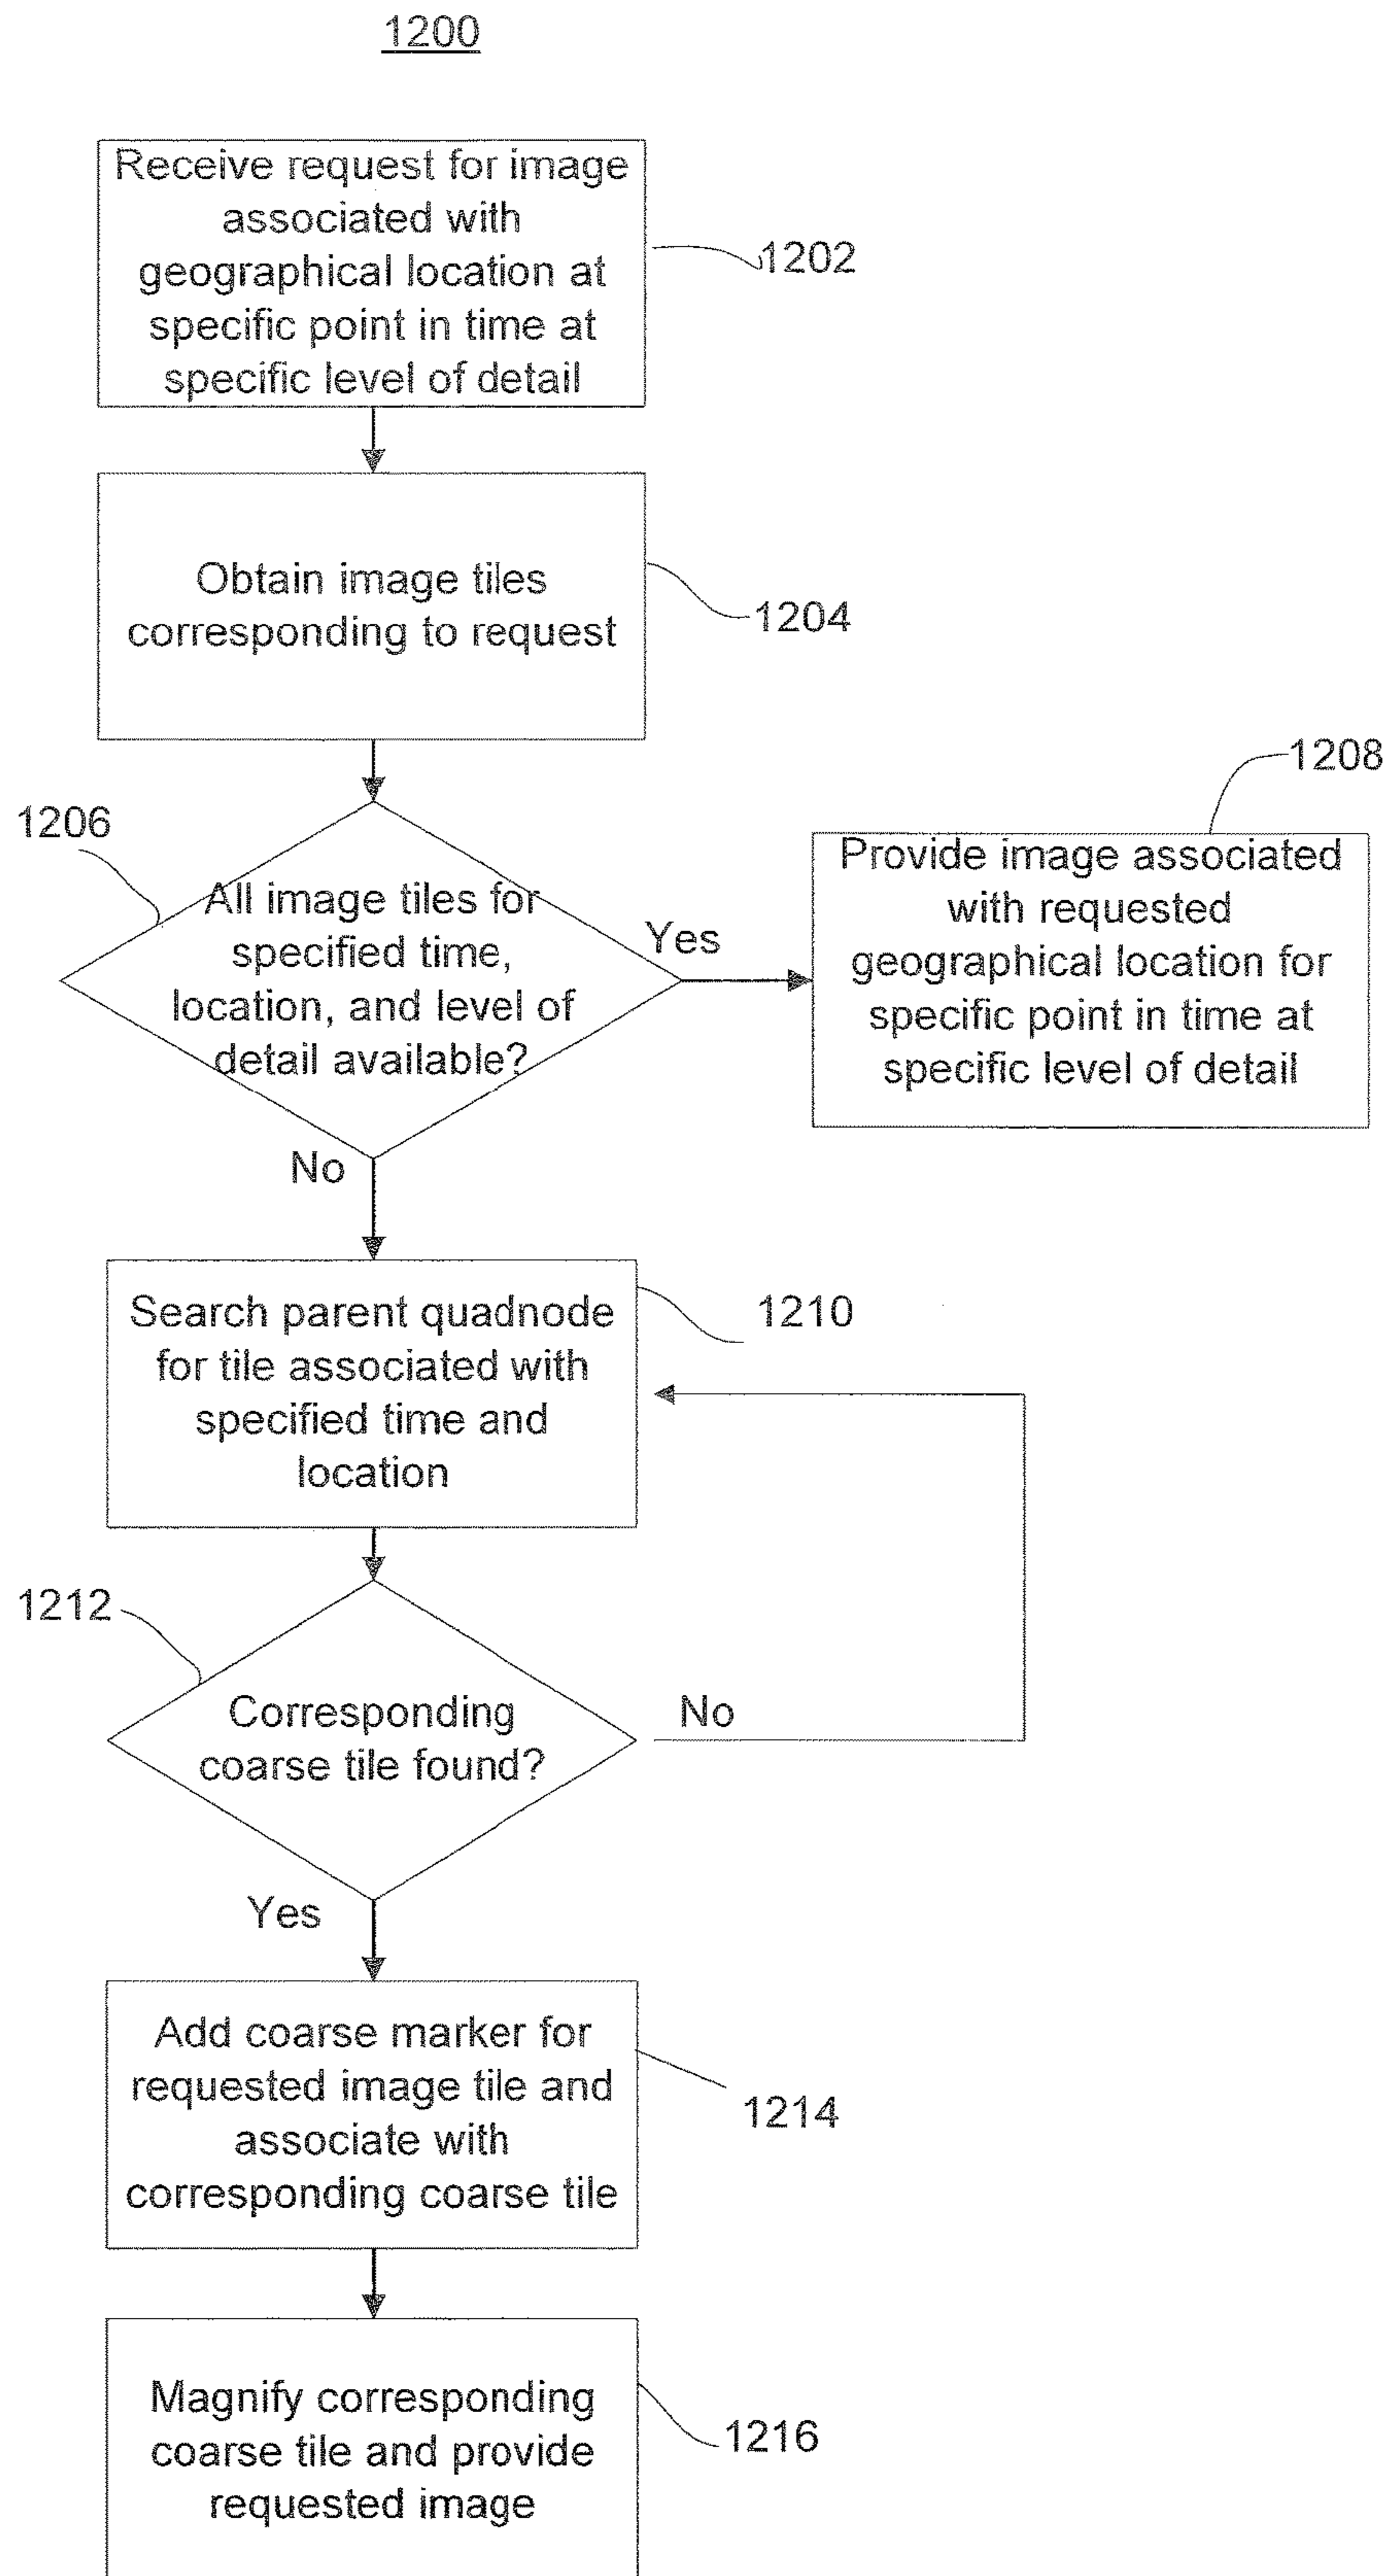 1200
Receive request for image
associated with
geographical location at
specific point in time at
specific level of detail
1202
Obtain image tiles
corresponding to request
1204
1206
All image tiles for
specified time,
location, and level of
detail available?
Yes
1208
Provide image associated
with requested
geographical location for
specific point in time at
specific level of detail
No
Search parent quadnode
for tile associated with
specified time and
location
1210
1212
Corresponding
coarse tile found?
No
Yes
Add coarse marker for
requested image tile and
associate with
corresponding coarse tile
1214
Magnify corresponding
coarse tile and provide
requested image
1216